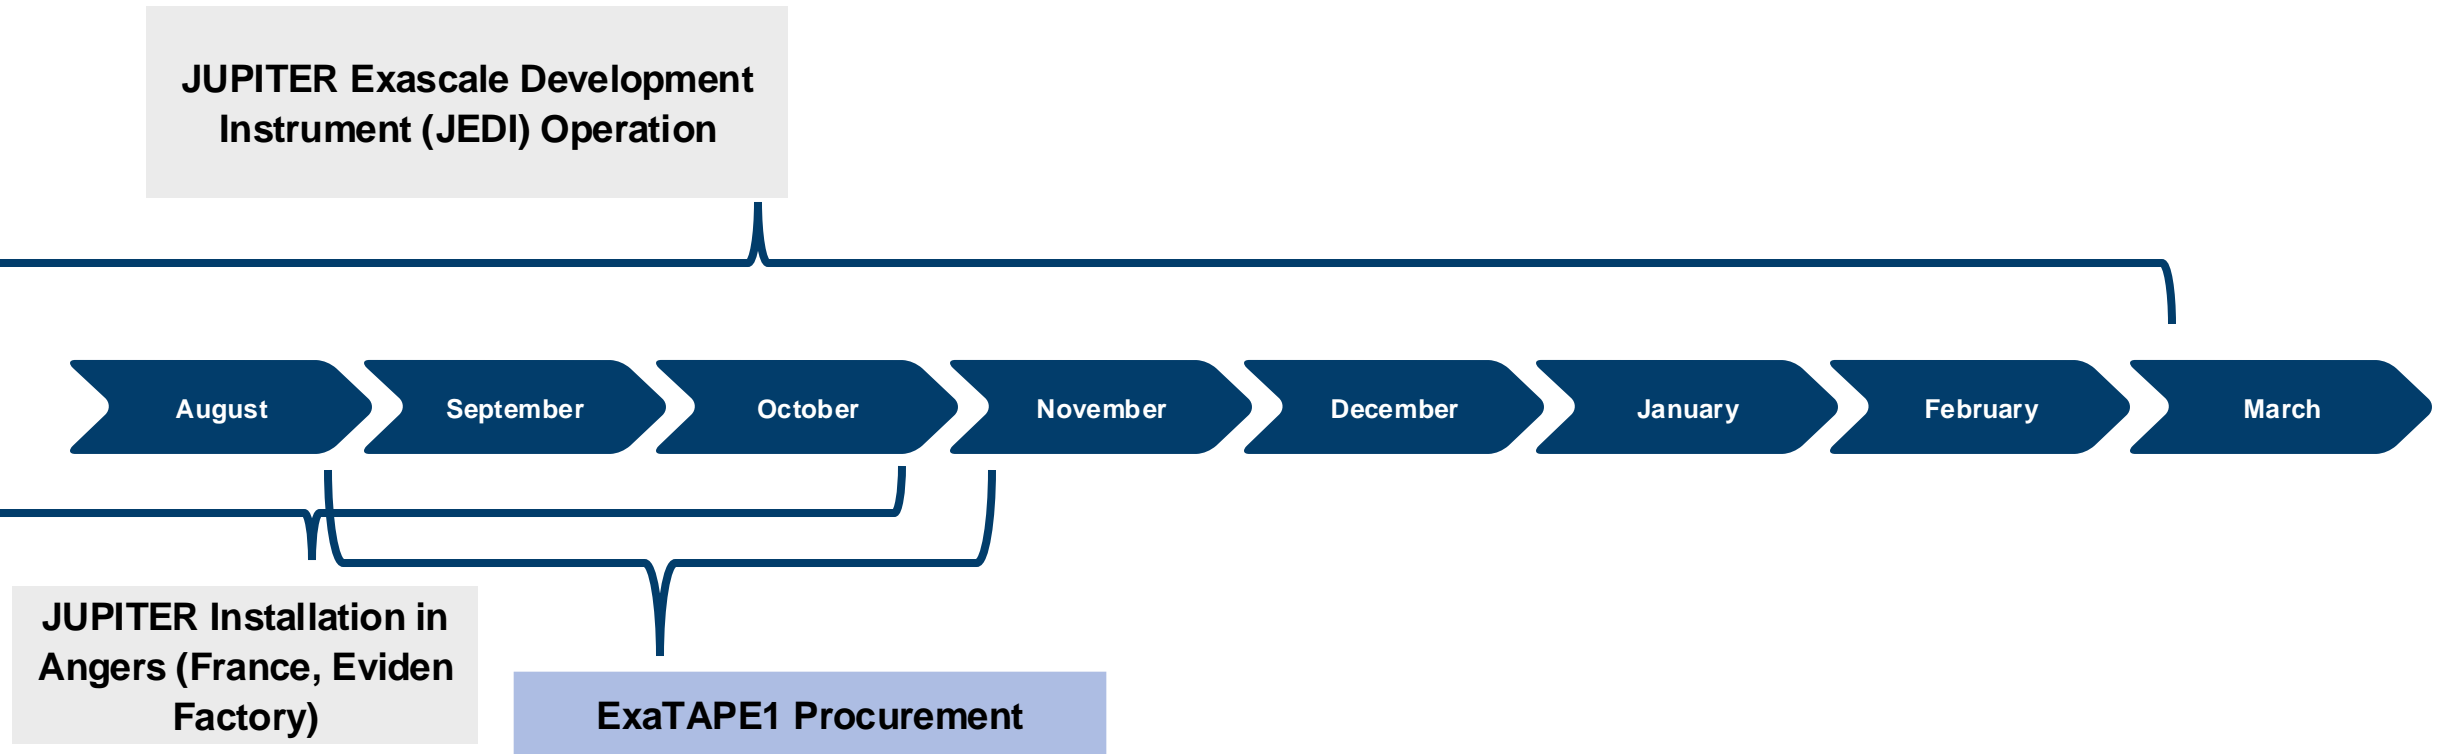 JUPITER Exascale Development
Instrument (JEDI) Operation
August
September
October
November
December
January
February
March
JUPITER Installation in
Angers (France, Eviden
Factory)
ExaTAPE1 Procurement